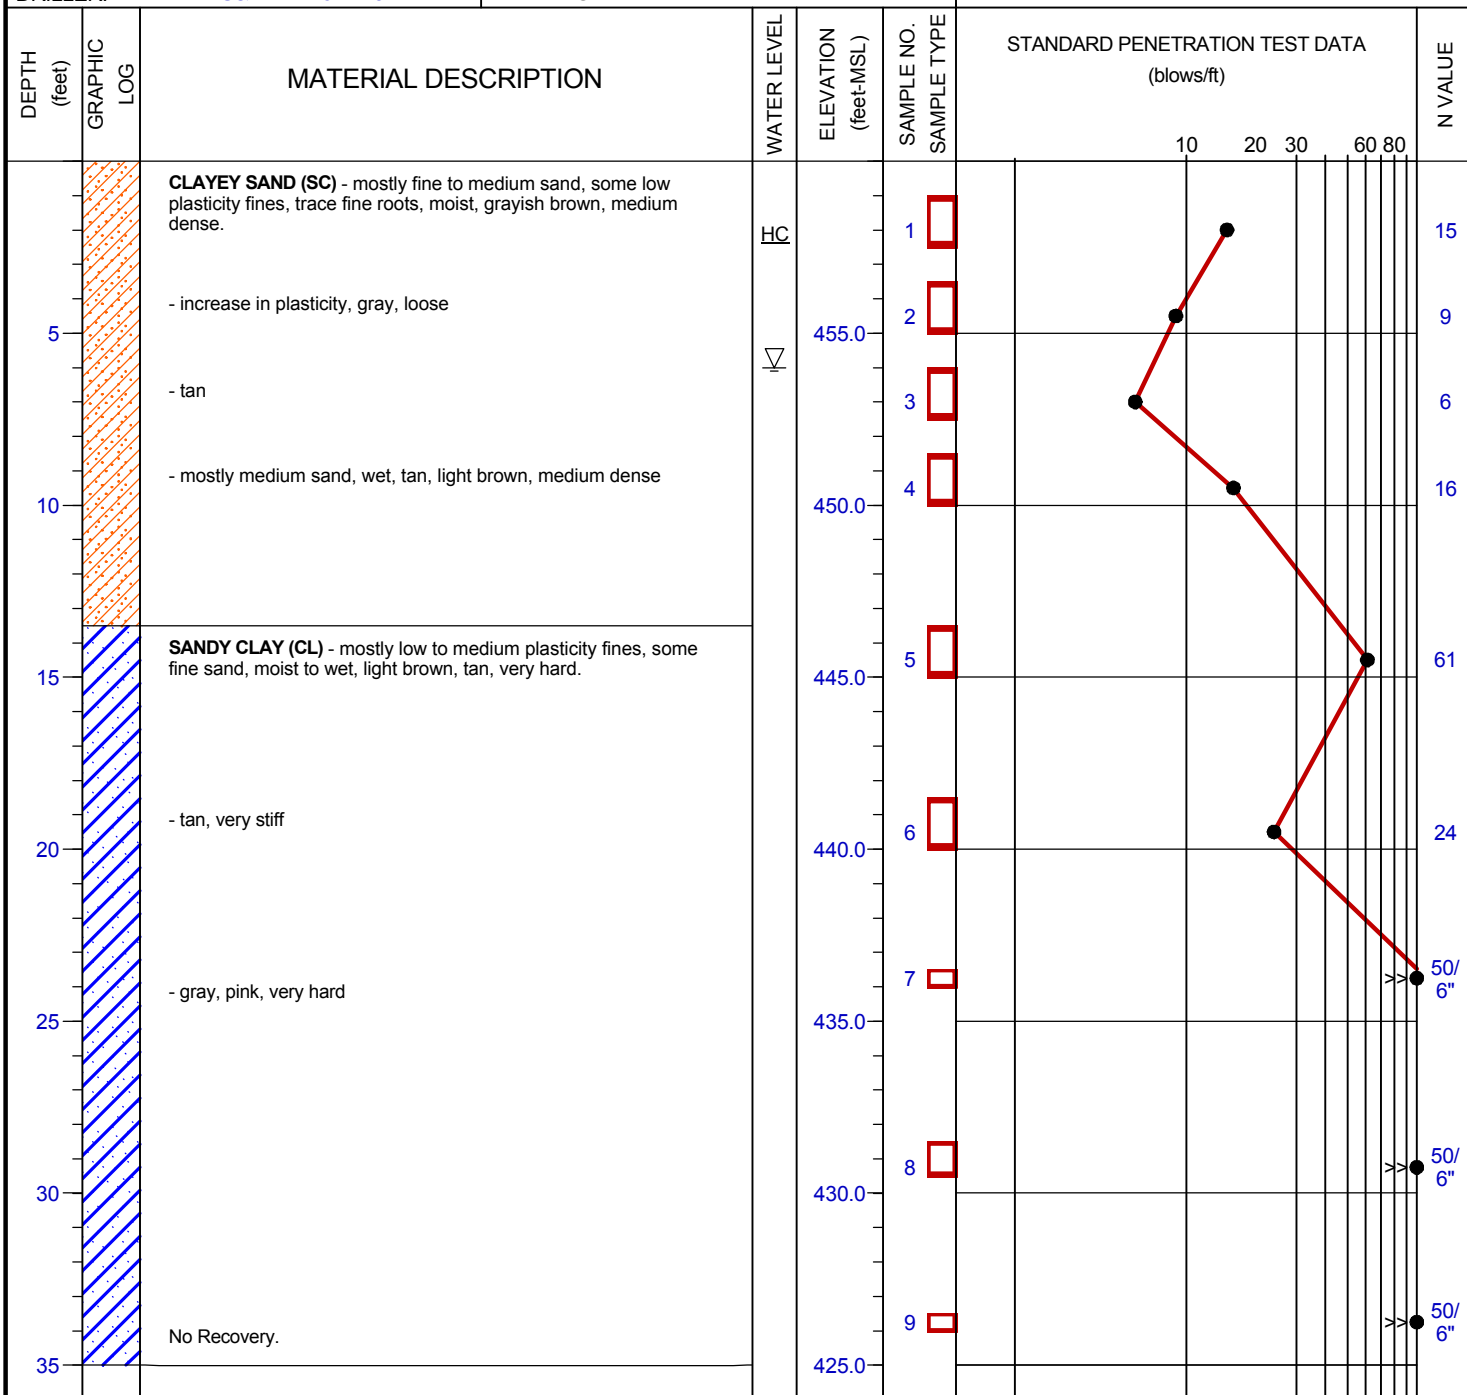 DEPTH
(feet)
GRAPHIC
LOG
MATERIAL DESCRIPTION
WATER LEVEL
ELEVATION
(feet-MSL)
SAMPLE NO.
SAMPLE TYPE
STANDARD PENETRATION TEST DATA
(blows/ft)
N VALUE
10 20 30 60 80
CLAYEY SAND (SC) - mostly fine to medium sand, some low
plasticity fines, trace fine roots, moist, grayish brown, medium
dense.
HC
1
15
- increase in plasticity, gray, loose
2
9
5
455.0
- tan
3
6
- mostly medium sand, wet, tan, light brown, medium dense
4
16
10
450.0
SANDY CLAY (CL) - mostly low to medium plasticity fines, some
fine sand, moist to wet, light brown, tan, very hard.
5
61
15
445.0
- tan, very stiff
6
24
20
440.0
- gray, pink, very hard
7
>>
50/
6"
25
435.0
8
>>
50/
6"
30
430.0
No Recovery.
9
>>
50/
6"
35
425.0